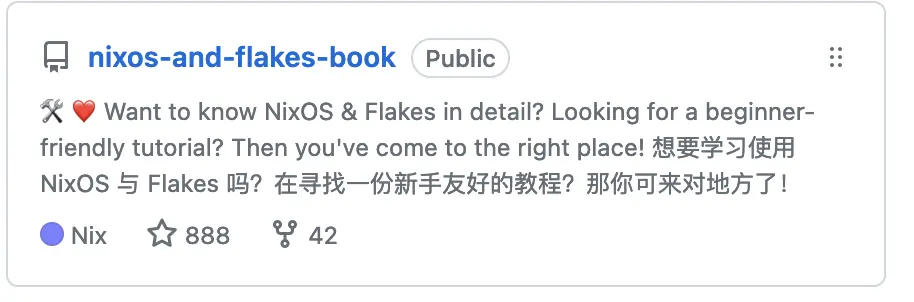 nixos-and-flakes-book Public
🛠️ ❤️ Want to know NixOS & Flakes in detail? Looking for a beginner-
friendly tutorial? Then you've come to the right place! 想要学习使用
NixOS 与 Flakes 吗？在寻找一份新手友好的教程？那你可来对地方了！
Nix 888 42